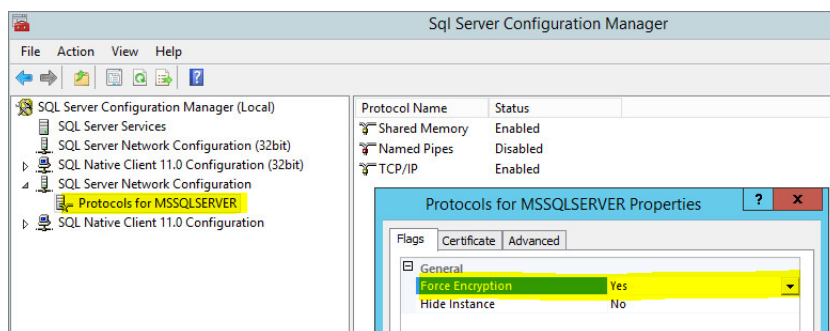 Sql Server Configuration Manager
File Action View Help
SQL Server Configuration Manager (Local)
SQL Server Services
SQL Server Network Configuration (32bit)
SQL Native Client 11.0 Configuration (32bit)
SQL Server Network Configuration
Protocols for MSSQLSERVER
SQL Native Client 11.0 Configuration
Protocol Name Status
Shared Memory Enabled
Named Pipes Disabled
TCP/IP Enabled
Protocols for MSSQLSERVER Properties ? x
Flags Certificate Advanced
General
Force Encryption Yes
Hide Instance No